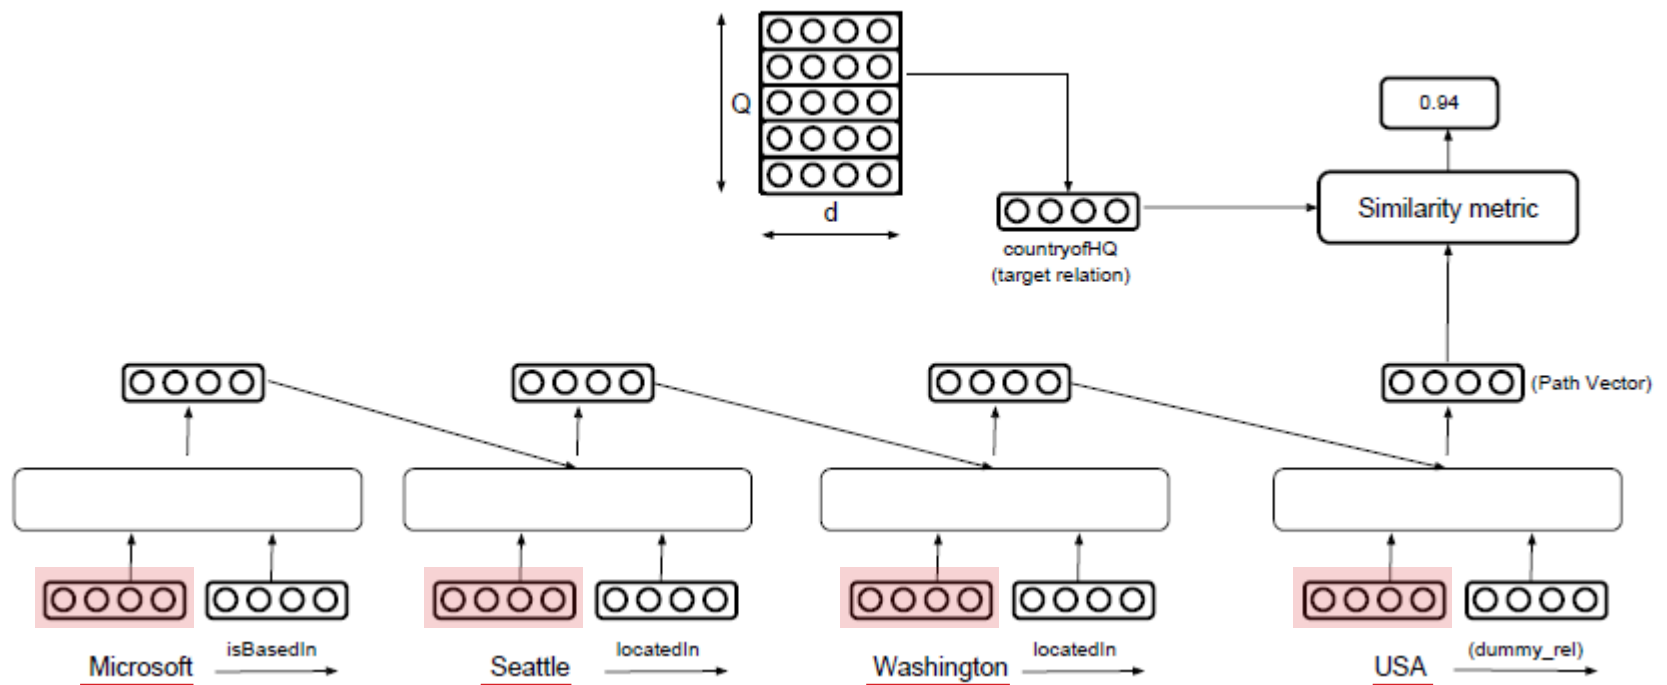 Q
d
0.94
Similarity metric
countryofHQ
(target relation)
(Path Vector)
Microsoft
isBasedIn
Seattle
locatedIn
Washington
locatedIn
USA
(dummy_rel)